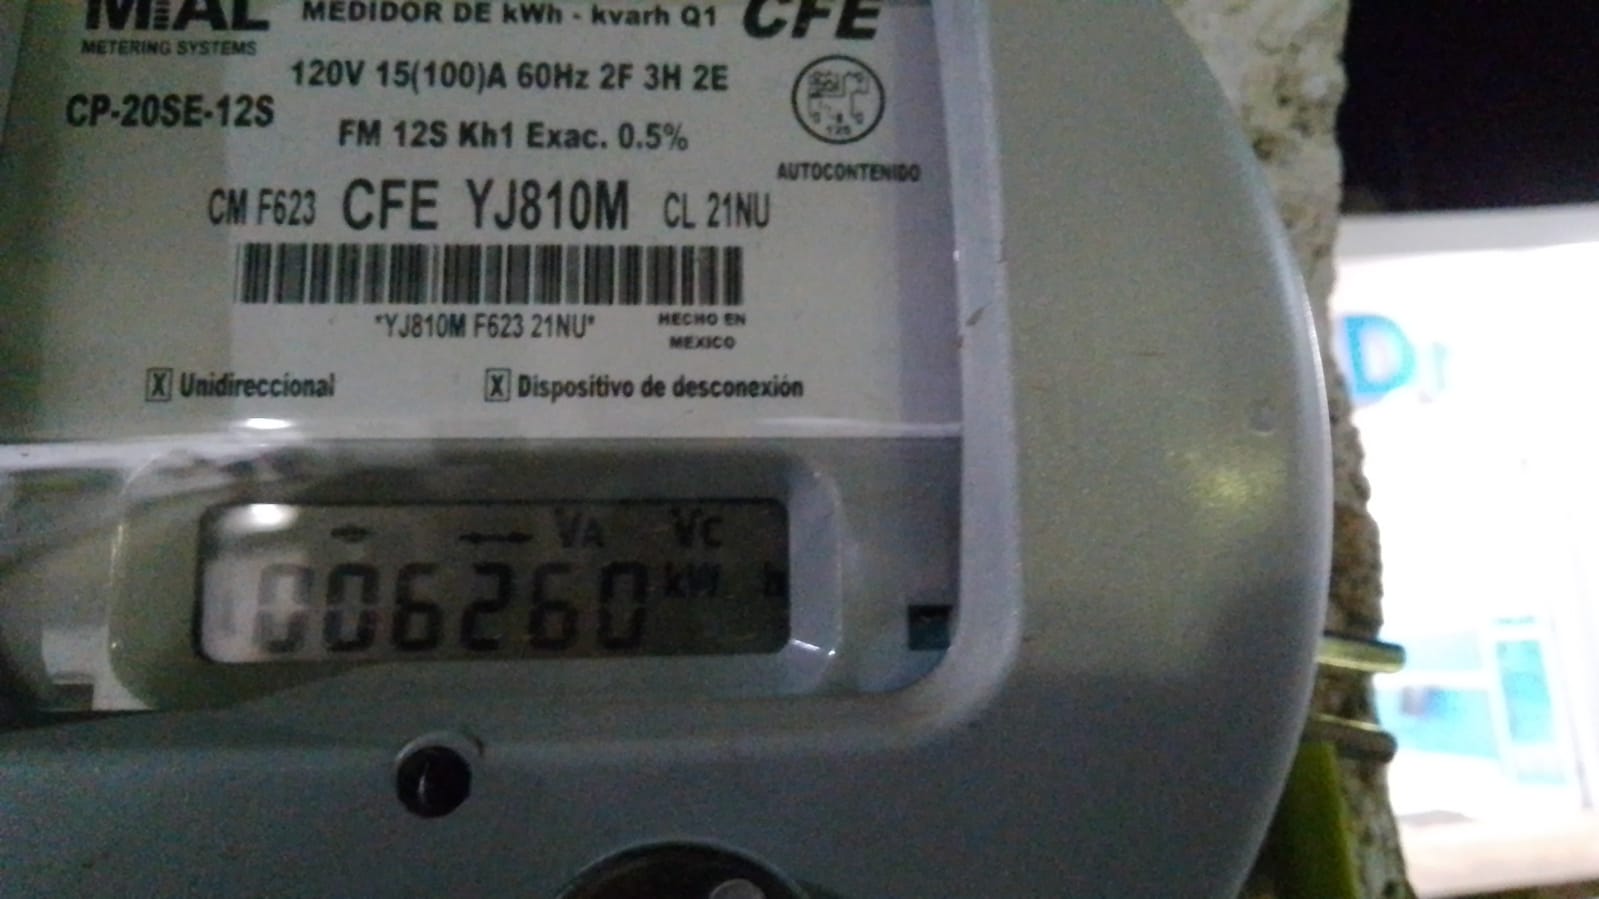 MIAL
METERING SYSTEMS
MEDIDOR DE kWh - kvarh Q1
CFE
120V 15(100)A 60Hz 2F 3H 2E
CP-20SE-12S
FM 12S Kh1 Exac. 0.5%
AUTOCONTENIDO
CM F623 CFE YJ810M CL 21NU
*YJ810M F623 21NU*
HECHO EN
MEXICO
X Unidireccional
X Dispositivo de desconexión
VA VC
006260 kW h
D